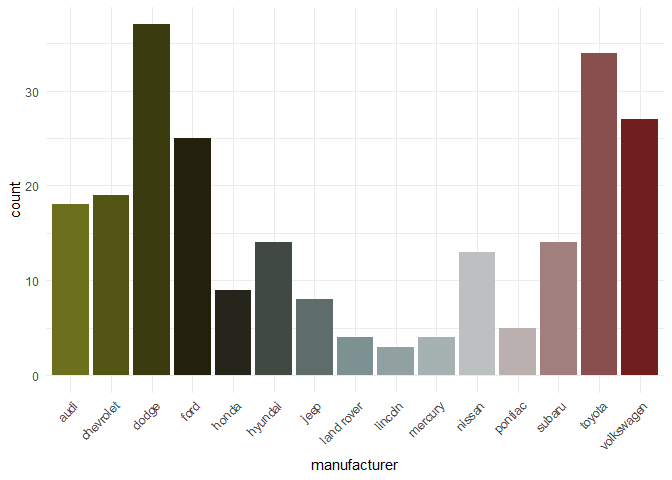 count
30
20
10
0
audi
chevrolet
dodge
ford
honda
hyundai
jeep
land rover
lincoln
mercury
nissan
pontiac
subaru
toyota
volkswagen
manufacturer